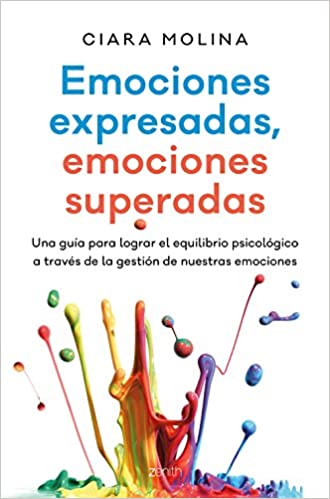 CIARA MOLINA
Emociones
expresadas,
emociones
superadas
Una guía para lograr el equilibrio psicológico
a través de la gestión de nuestras emociones
zenith